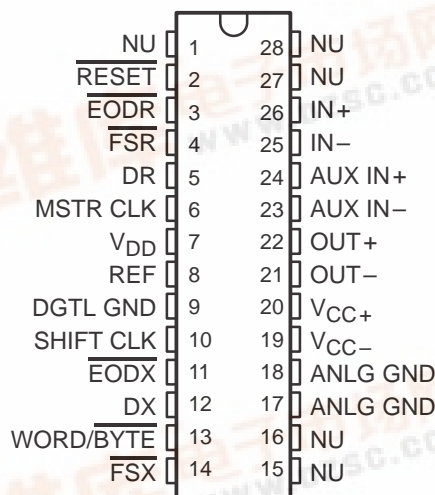 NU 1 28 NU
RESET 2 27 NU
EODR 3 26 IN+
FSR 4 25 IN−
DR 5 24 AUX IN+
MSTR CLK 6 23 AUX IN−
VDD 7 22 OUT+
REF 8 21 OUT−
DGTL GND 9 20 VCC+
SHIFT CLK 10 19 VCC−
EODX 11 18 ANLG GND
DX 12 17 ANLG GND
WORD/BYTE 13 16 NU
FSX 14 15 NU